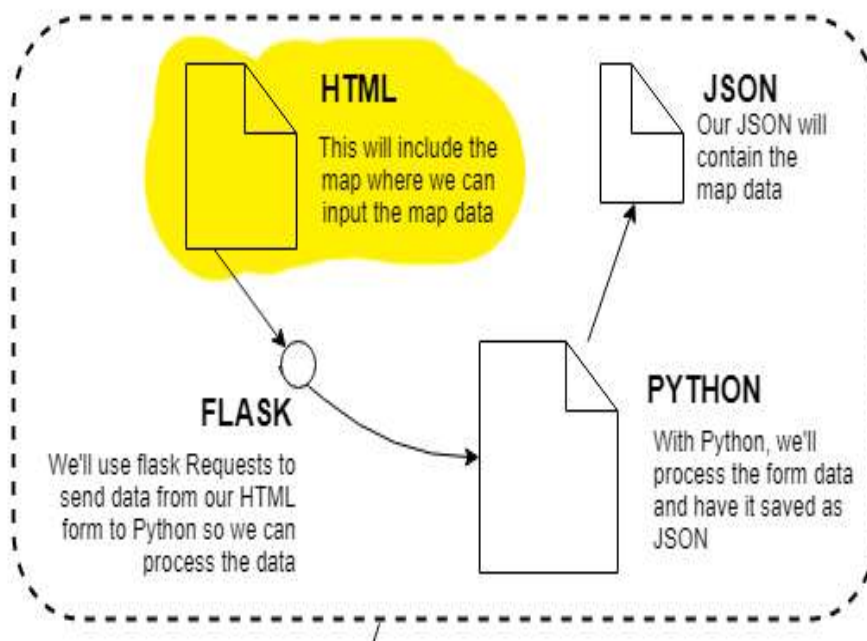 HTML
This will include the
map where we can
input the map data
JSON
Our JSON will
contain the
map data
FLASK
We'll use flask Requests to
send data from our HTML
form to Python so we can
process the data
PYTHON
With Python, we'll
process the form data
and have it saved as
JSON